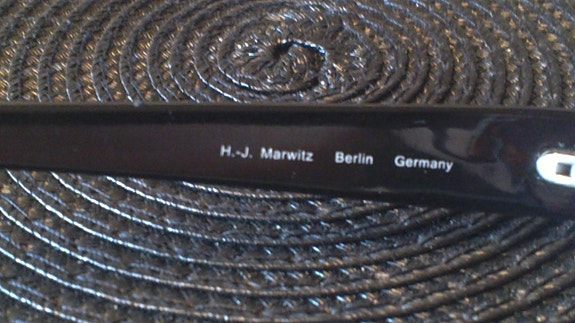 H.-J. Marwitz Berlin Germany